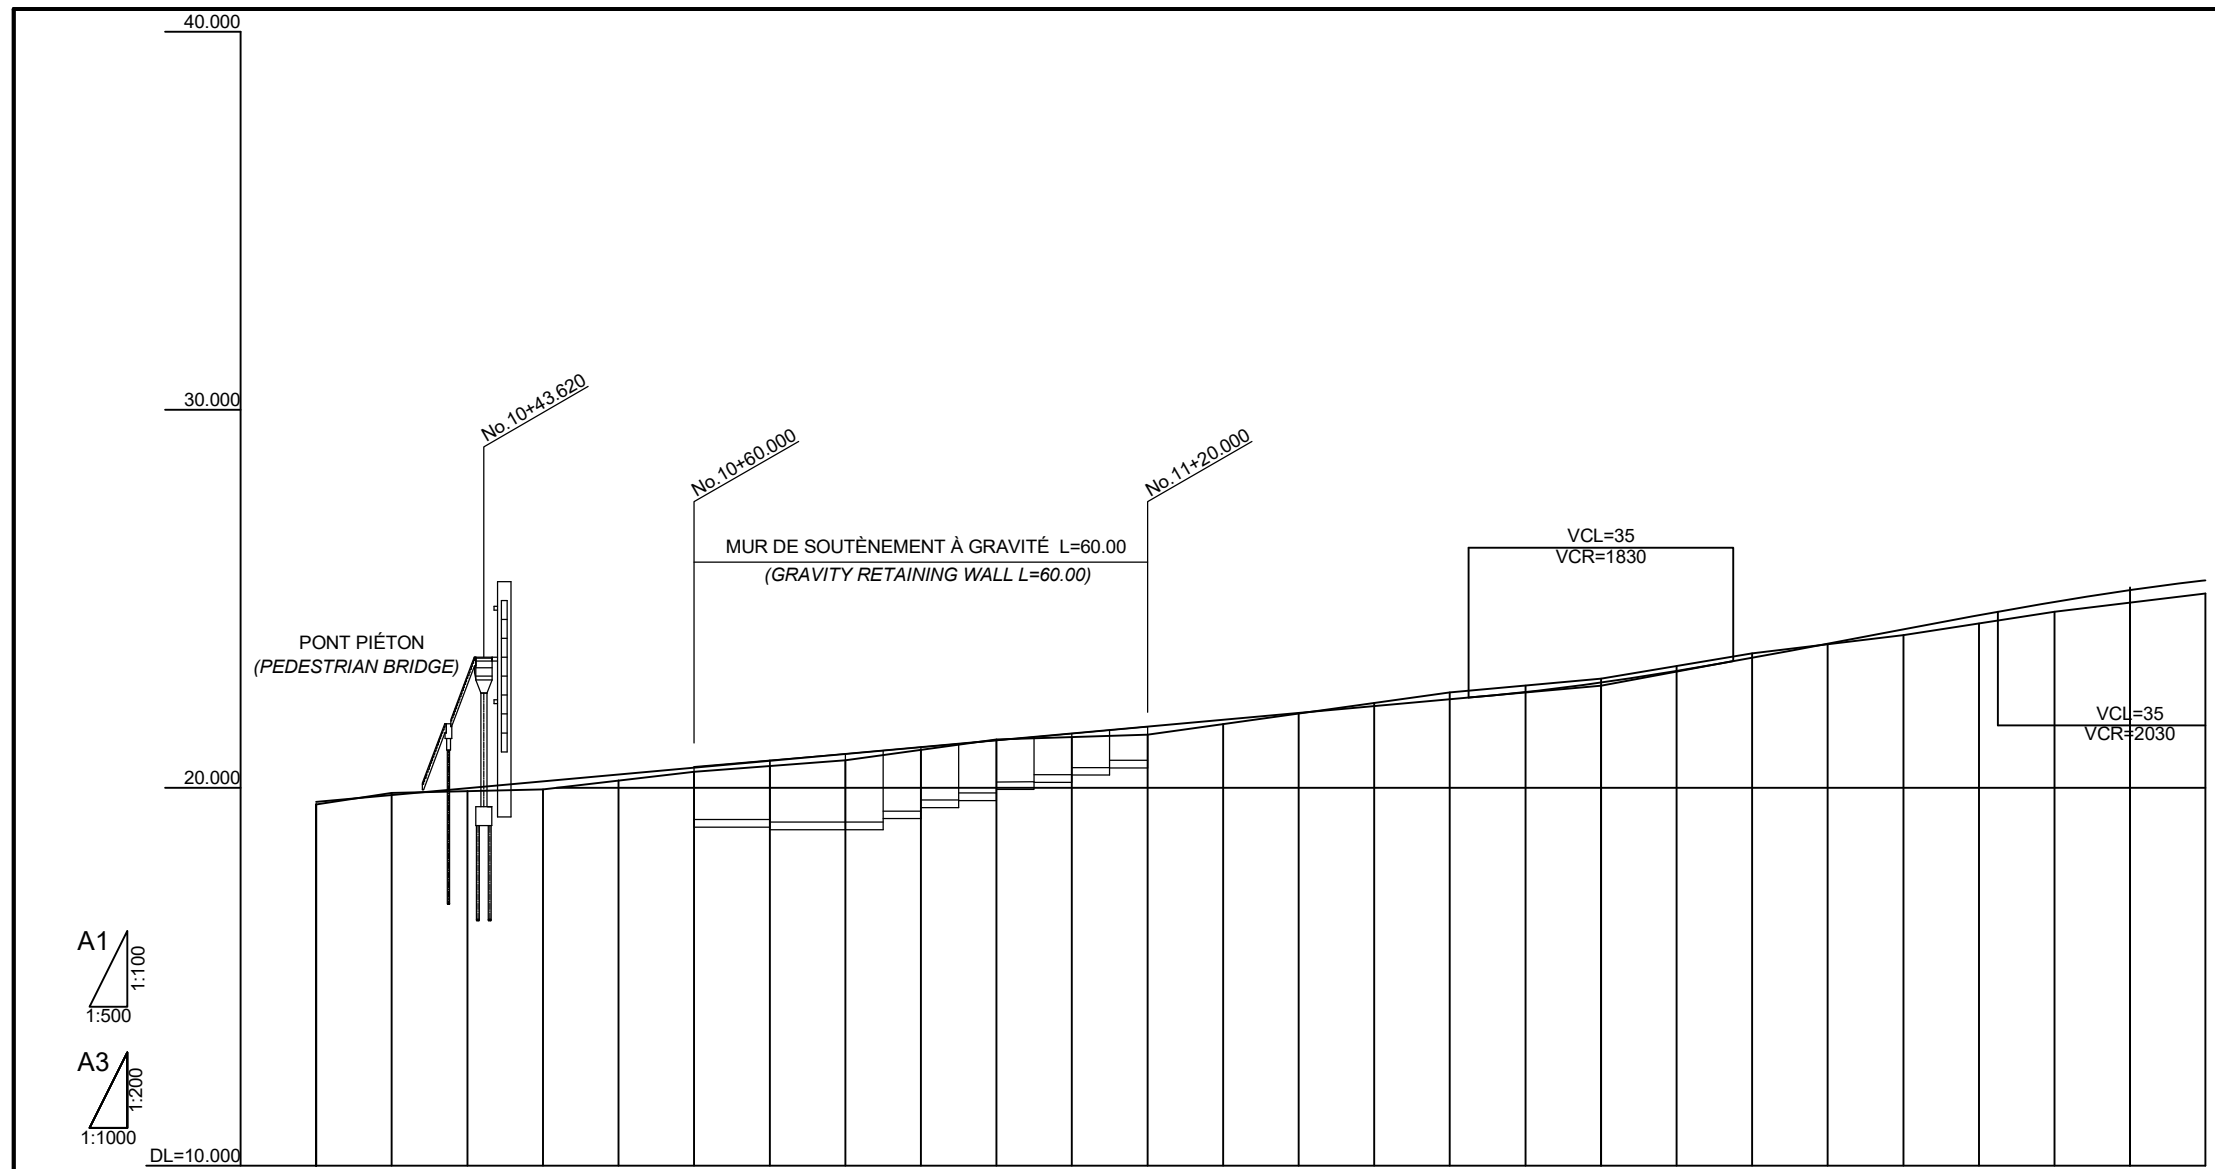 40.000
30.000
No.10+43.620
No.10+60.000
No.11+20.000
MUR DE SOUTÈNEMENT À GRAVITÉ L=60.00
(GRAVITY RETAINING WALL L=60.00)
VCL=35
VCR=1830
PONT PIÉTON
(PEDESTRIAN BRIDGE)
VCL=35
VCR=2030
20.000
A1
1:100
1:500
A3
1:200
1:1000
DL=10.000